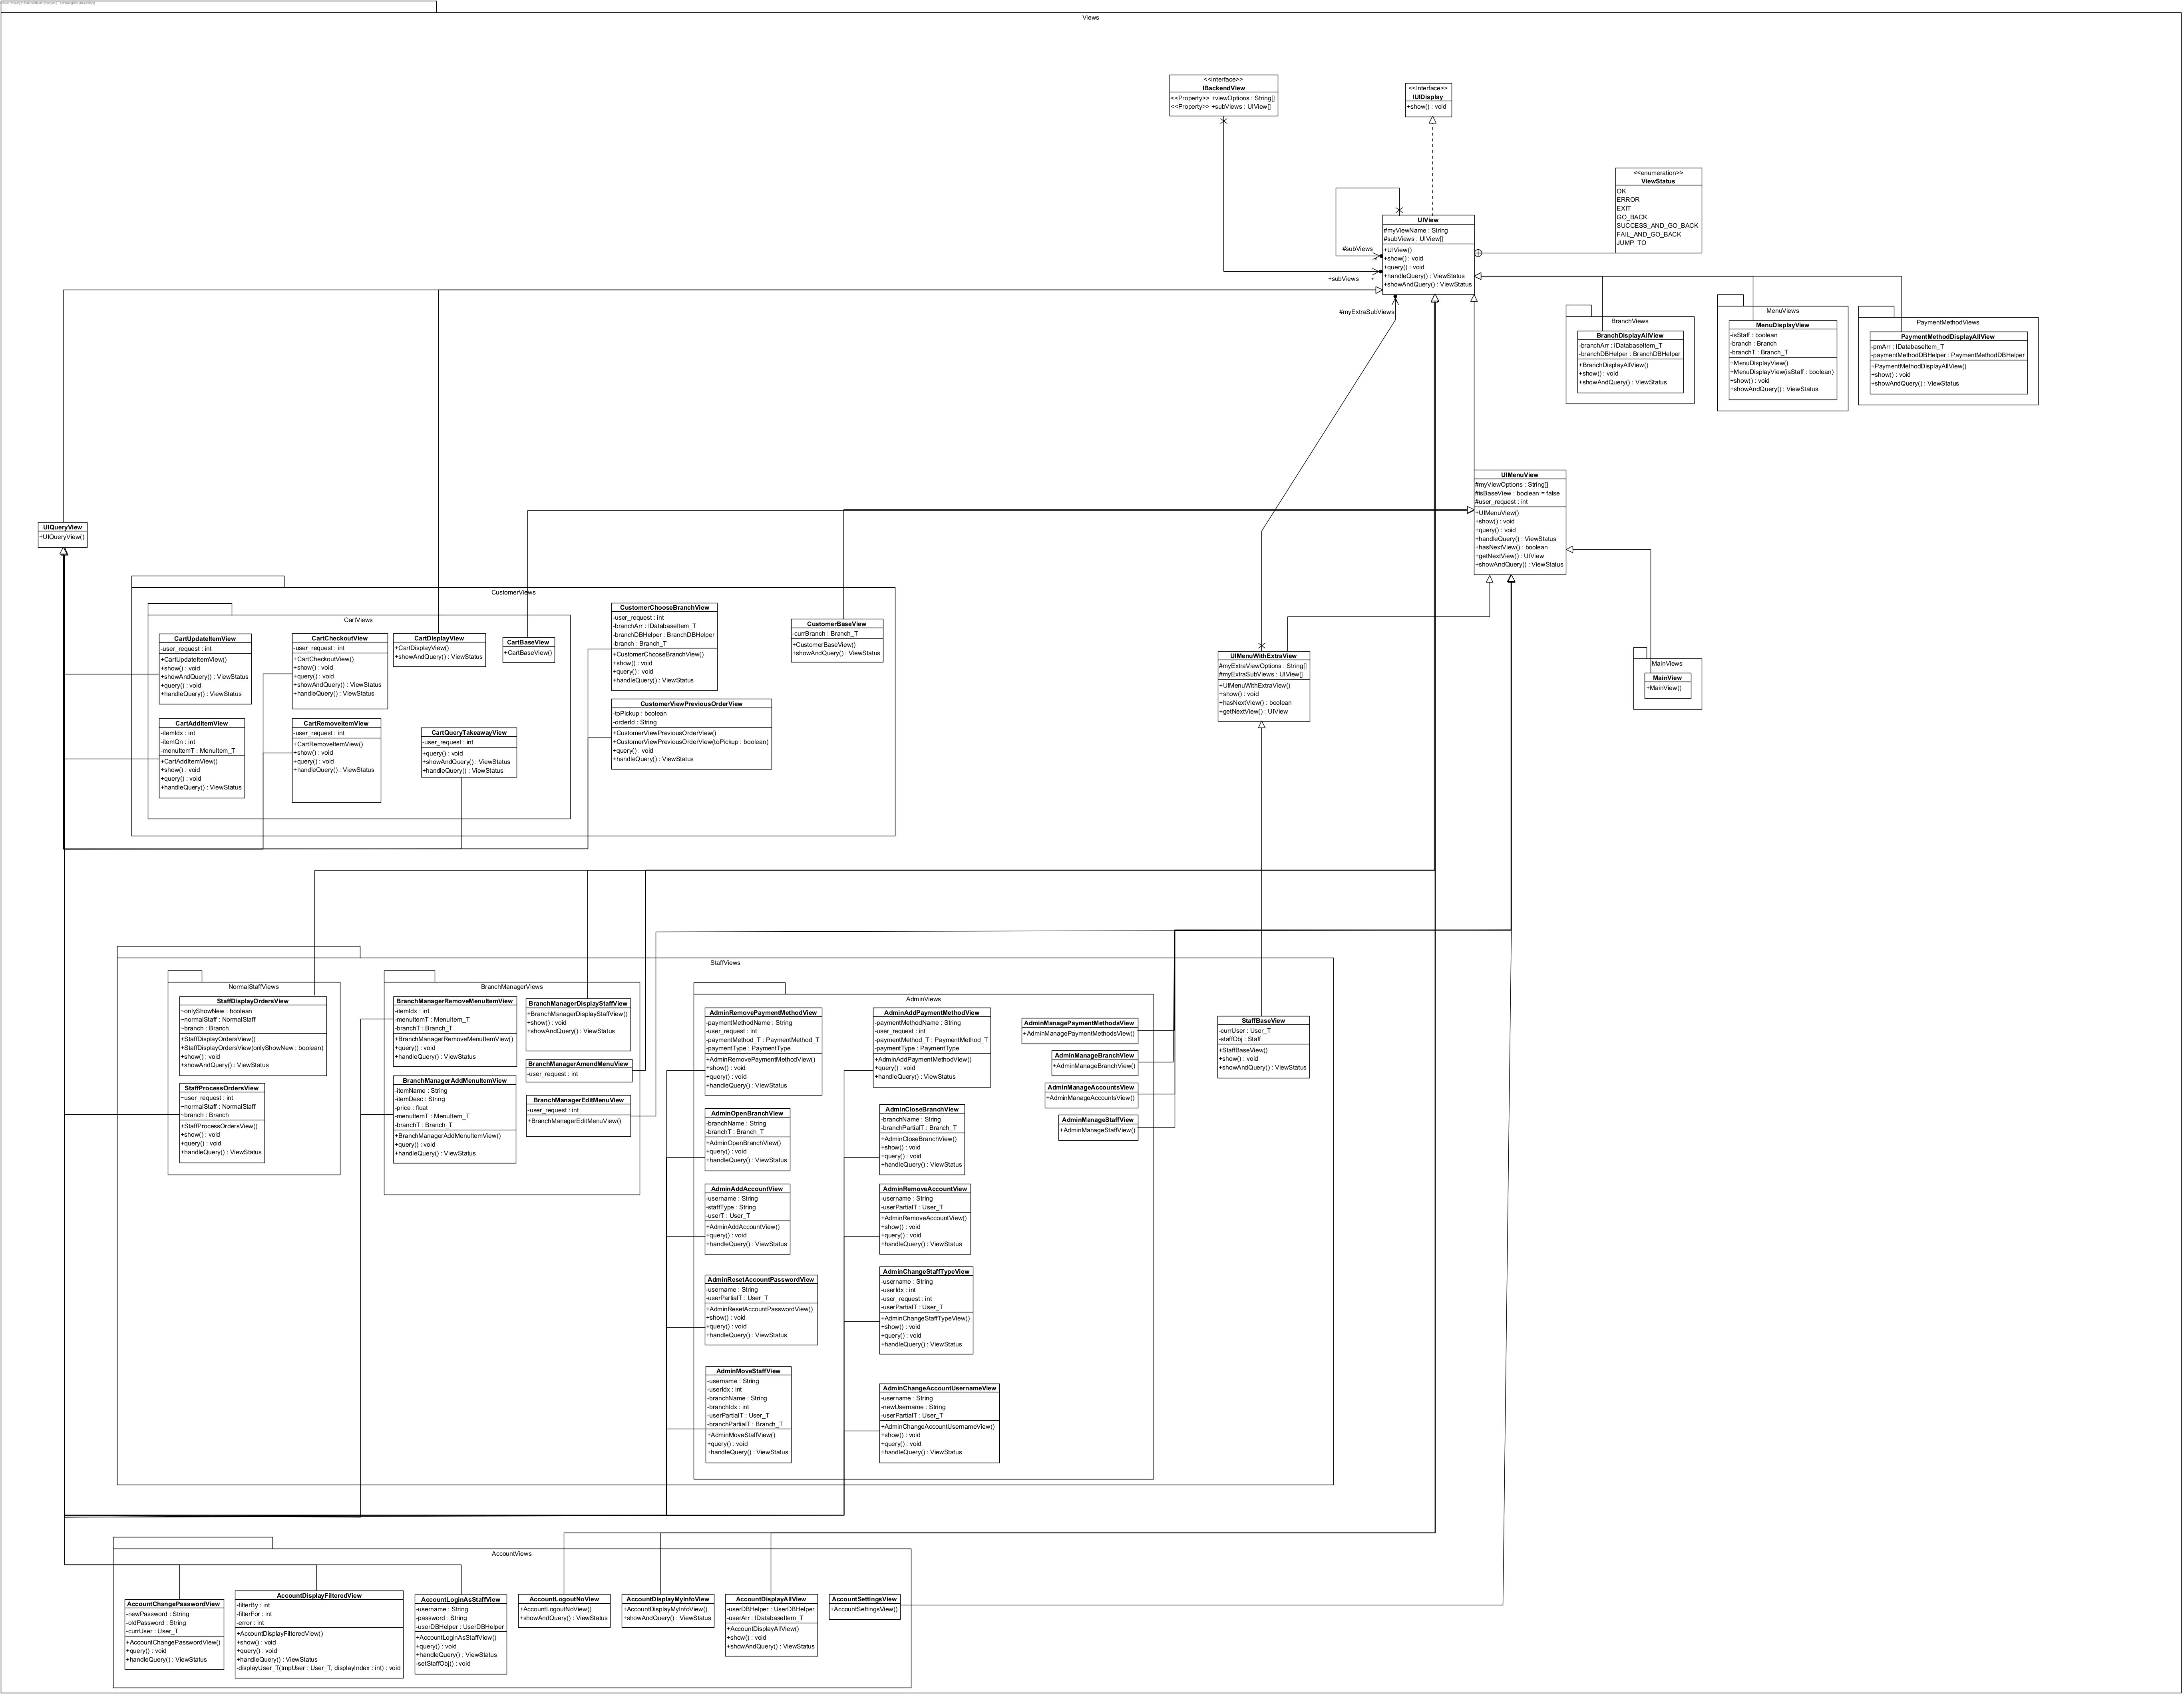 Views
<<Interface>>
IBackendView
<<Property>> +viewOptions : String[]
<<Property>> +subViews : UIView[]
<<Interface>>
IUIDisplay
+show() : void
<<enumeration>>
ViewStatus
OK
ERROR
EXIT
GO_BACK
SUCCESS_AND_GO_BACK
FAIL_AND_GO_BACK
JUMP_TO
UIView
#myViewName : String
#subViews : UIView[]
+UIView()
+show() : void
+query() : void
+handleQuery() : ViewStatus
+showAndQuery() : ViewStatus
#subViews
*
+subViews
*
#myExtraSubViews
BranchViews
BranchDisplayAllView
-branchArr : IDatabaseItem_T
-branchDBHelper : BranchDBHelper
+BranchDisplayAllView()
+show() : void
+showAndQuery() : ViewStatus
MenuViews
MenuDisplayView
-isStaff : boolean
-branch : Branch
-branchT : Branch_T
+MenuDisplayView()
+MenuDisplayView(isStaff : boolean)
+show() : void
+showAndQuery() : ViewStatus
PaymentMethodViews
PaymentMethodDisplayAllView
-pmArr : IDatabaseItem_T
-paymentMethodDBHelper : PaymentMethodDBHelper
+PaymentMethodDisplayAllView()
+show() : void
+showAndQuery() : ViewStatus
UIMenuView
#myViewOptions : String[]
#isBaseView : boolean = false
#user_request : int
+UIMenuView()
+show() : void
+query() : void
+handleQuery() : ViewStatus
+hasNextView() : boolean
+getNextView() : UIView
+showAndQuery() : ViewStatus
UIQueryView
+UIQueryView()
CustomerViews
CartViews
CartUpdateItemView
-user_request : int
+CartUpdateItemView()
+show() : void
+showAndQuery() : ViewStatus
+query() : void
+handleQuery() : ViewStatus
CartCheckoutView
-user_request : int
+CartCheckoutView()
+show() : void
+query() : void
+showAndQuery() : ViewStatus
+handleQuery() : ViewStatus
CartDisplayView
+CartDisplayView()
+showAndQuery() : ViewStatus
CartBaseView
+CartBaseView()
CustomerChooseBranchView
-user_request : int
-branchArr : IDatabaseItem_T
-branchDBHelper : BranchDBHelper
-branch : Branch_T
+CustomerChooseBranchView()
+show() : void
+query() : void
+handleQuery() : ViewStatus
CustomerBaseView
-currBranch : Branch_T
+CustomerBaseView()
+showAndQuery() : ViewStatus
CartAddItemView
-itemIdx : int
-itemQn : int
-menuItemT : MenuItem_T
+CartAddItemView()
+show() : void
+query() : void
+handleQuery() : ViewStatus
CartRemoveItemView
-user_request : int
+CartRemoveItemView()
+show() : void
+query() : void
+handleQuery() : ViewStatus
CartQueryTakeawayView
-user_request : int
+query() : void
+showAndQuery() : ViewStatus
+handleQuery() : ViewStatus
CustomerViewPreviousOrderView
-toPickup : boolean
-orderId : String
+CustomerViewPreviousOrderView()
+CustomerViewPreviousOrderView(toPickup : boolean)
+query() : void
+handleQuery() : ViewStatus
UIMenuWithExtraView
#myExtraViewOptions : String[]
#myExtraSubViews : UIView[]
+UIMenuWithExtraView()
+show() : void
+hasNextView() : boolean
+getNextView() : UIView
MainViews
MainView
+MainView()
StaffViews
NormalStaffViews
StaffDisplayOrdersView
~onlyShowNew : boolean
~normalStaff : NormalStaff
~branch : Branch
+StaffDisplayOrdersView()
+StaffDisplayOrdersView(onlyShowNew : boolean)
+show() : void
+showAndQuery() : ViewStatus
StaffProcessOrdersView
~user_request : int
~normalStaff : NormalStaff
~branch : Branch
+StaffProcessOrdersView()
+show() : void
+query() : void
+handleQuery() : ViewStatus
BranchManagerViews
BranchManagerRemoveMenuItemView
-itemIdx : int
-menuItemT : MenuItem_T
-branchT : Branch_T
+BranchManagerRemoveMenuItemView()
+query() : void
+handleQuery() : ViewStatus
BranchManagerDisplayStaffView
+BranchManagerDisplayStaffView()
+show() : void
+showAndQuery() : ViewStatus
BranchManagerAmendMenuView
-user_request : int
BranchManagerAddMenuItemView
-itemName : String
-itemDesc : String
-price : float
-menuItemT : MenuItem_T
-branchT : Branch_T
+BranchManagerAddMenuItemView()
+query() : void
+handleQuery() : ViewStatus
BranchManagerEditMenuView
-user_request : int
+BranchManagerEditMenuView()
AdminViews
AdminRemovePaymentMethodView
-paymentMethodName : String
-user_request : int
-paymentMethod_T : PaymentMethod_T
-paymentType : PaymentType
+AdminRemovePaymentMethodView()
+show() : void
+query() : void
+handleQuery() : ViewStatus
AdminAddPaymentMethodView
-paymentMethodName : String
-user_request : int
-paymentMethod_T : PaymentMethod_T
-paymentType : PaymentType
+AdminAddPaymentMethodView()
+query() : void
+handleQuery() : ViewStatus
AdminManagePaymentMethodsView
+AdminManagePaymentMethodsView()
AdminManageBranchView
+AdminManageBranchView()
AdminManageAccountsView
+AdminManageAccountsView()
AdminManageStaffView
+AdminManageStaffView()
StaffBaseView
-currUser : User_T
-staffObj : Staff
+StaffBaseView()
+show() : void
+showAndQuery() : ViewStatus
AdminOpenBranchView
-branchName : String
-branchT : Branch_T
+AdminOpenBranchView()
+query() : void
+handleQuery() : ViewStatus
AdminCloseBranchView
-branchName : String
-branchPartialT : Branch_T
+AdminCloseBranchView()
+show() : void
+query() : void
+handleQuery() : ViewStatus
AdminAddAccountView
-username : String
-staffType : String
-userT : User_T
+AdminAddAccountView()
+query() : void
+handleQuery() : ViewStatus
AdminRemoveAccountView
-username : String
-userPartialT : User_T
+AdminRemoveAccountView()
+show() : void
+query() : void
+handleQuery() : ViewStatus
AdminResetAccountPasswordView
-username : String
-userPartialT : User_T
+AdminResetAccountPasswordView()
+show() : void
+query() : void
+handleQuery() : ViewStatus
AdminChangeStaffTypeView
-username : String
-userIdx : int
-user_request : int
-userPartialT : User_T
+AdminChangeStaffTypeView()
+show() : void
+query() : void
+handleQuery() : ViewStatus
AdminMoveStaffView
-username : String
-userIdx : int
-branchName : String
-branchIdx : int
-userPartialT : User_T
-branchPartialT : Branch_T
+AdminMoveStaffView()
+query() : void
+handleQuery() : ViewStatus
AdminChangeAccountUsernameView
-username : String
-newUsername : String
-userPartialT : User_T
+AdminChangeAccountUsernameView()
+show() : void
+query() : void
+handleQuery() : ViewStatus
AccountViews
AccountChangePasswordView
-newPassword : String
-oldPassword : String
-currUser : User_T
+AccountChangePasswordView()
+query() : void
+handleQuery() : ViewStatus
AccountDisplayFilteredView
-filterBy : int
-filterFor : int
-error : int
+AccountDisplayFilteredView()
+show() : void
+query() : void
+handleQuery() : ViewStatus
-displayUser_T(tmpUser : User_T, displayIndex : int) : void
AccountLoginAsStaffView
-username : String
-password : String
-userDBHelper : UserDBHelper
+AccountLoginAsStaffView()
+query() : void
+handleQuery() : ViewStatus
-setStaffObj() : void
AccountLogoutNoView
+AccountLogoutNoView()
+showAndQuery() : ViewStatus
AccountDisplayMyInfoView
+AccountDisplayMyInfoView()
+showAndQuery() : ViewStatus
AccountDisplayAllView
-userDBHelper : UserDBHelper
-userArr : IDatabaseItem_T
+AccountDisplayAllView()
+show() : void
+showAndQuery() : ViewStatus
AccountSettingsView
+AccountSettingsView()